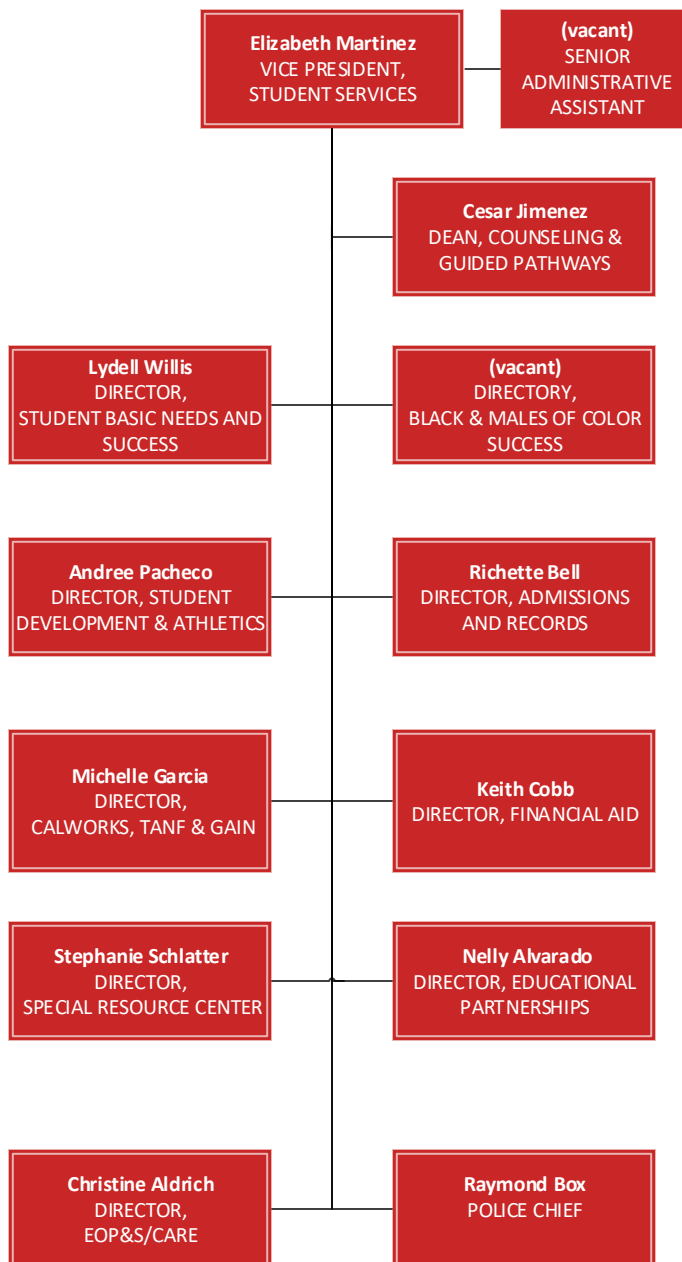 Elizabeth Martinez
VICE PRESIDENT,
STUDENT SERVICES
(vacant)
SENIOR
ADMINISTRATIVE
ASSISTANT
Cesar Jimenez
DEAN, COUNSELING &
GUIDED PATHWAYS
Lydell Willis
DIRECTOR,
STUDENT BASIC NEEDS AND
SUCCESS
(vacant)
DIRECTORY,
BLACK & MALES OF COLOR
SUCCESS
Andree Pacheco
DIRECTOR, STUDENT
DEVELOPMENT & ATHLETICS
Richette Bell
DIRECTOR, ADMISSIONS
AND RECORDS
Michelle Garcia
DIRECTOR,
CALWORKS, TANF & GAIN
Keith Cobb
DIRECTOR, FINANCIAL AID
Stephanie Schlatter
DIRECTOR,
SPECIAL RESOURCE CENTER
Nelly Alvarado
DIRECTOR, EDUCATIONAL
PARTNERSHIPS
Christine Aldrich
DIRECTOR,
EOP&S/CARE
Raymond Box
POLICE CHIEF